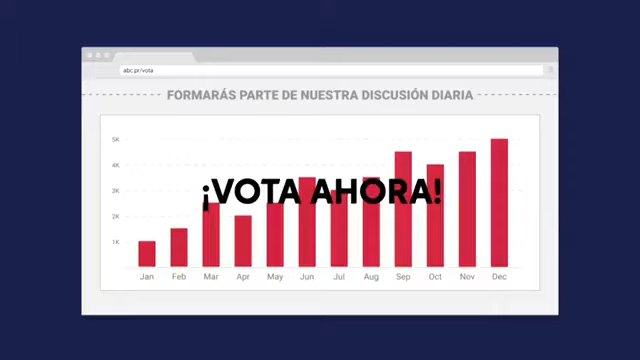 abc.pr/vota
FORMARÁS PARTE DE NUESTRA DISCUSIÓN DIARIA
5K
4K
¡VOTA AHORA!
3K
2K
1K
Jan Feb Mar Apr May Jun Jul Aug Sep Oct Nov Dec